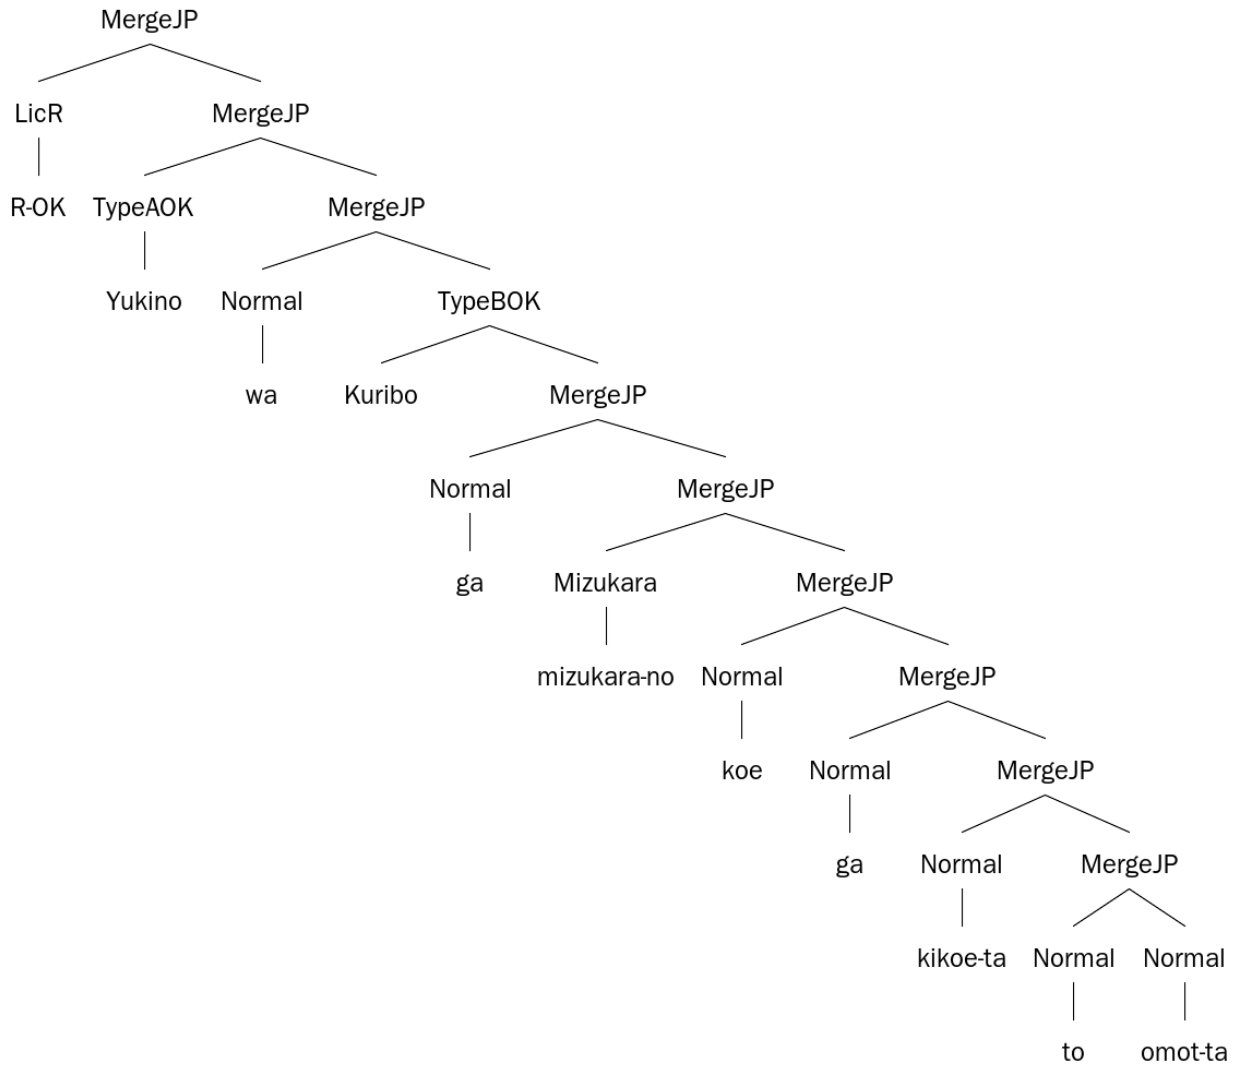 MergeJP
LicR MergeJP
R-OK TypeAOK MergeJP
Yukino Normal TypeBOK
wa Kuribo MergeJP
Normal MergeJP
ga Mizukara MergeJP
mizukara-no Normal MergeJP
koe Normal MergeJP
ga Normal MergeJP
kikoe-ta Normal Normal
to omot-ta